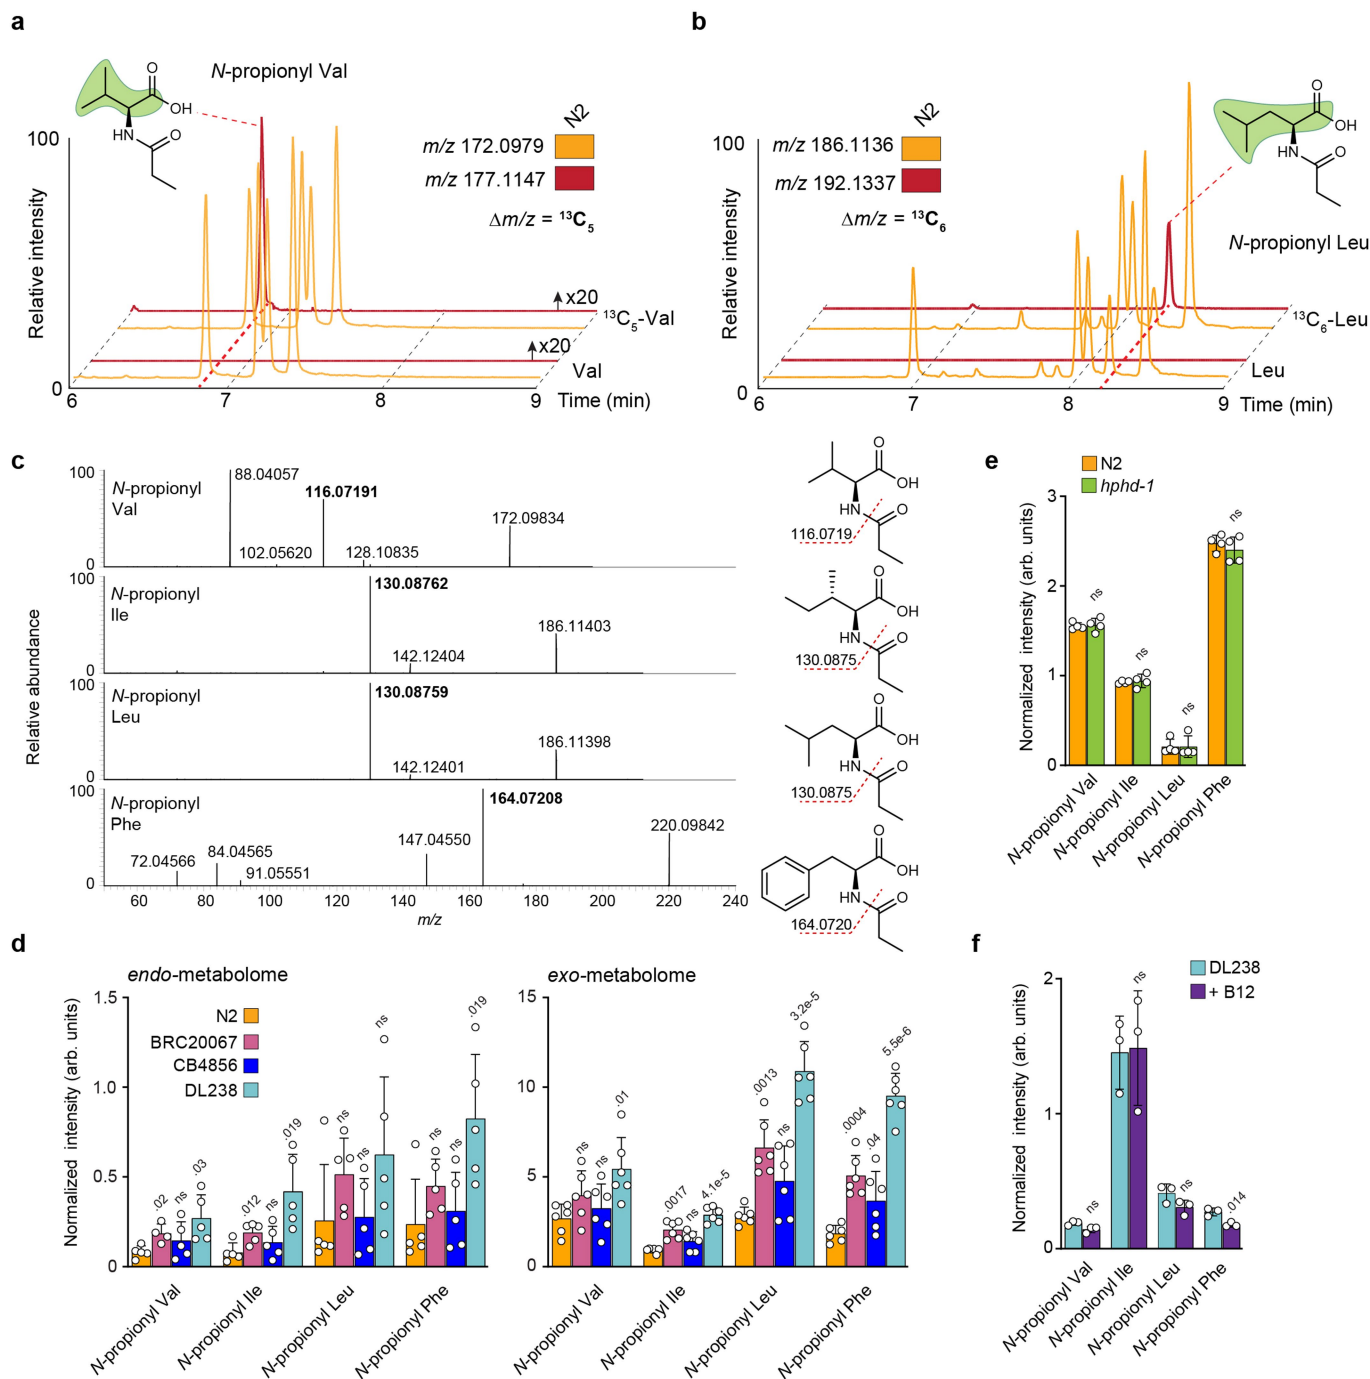 a
N-propionyl Val
O
OH
HN
O
100
Relative intensity
0
N2
m/z 172.0979
m/z 177.1147
Δm/z = ¹³C₅
x20
¹³C₅-Val
x20
Val
6
7
8
9
Time (min)
b
N2
m/z 186.1136
m/z 192.1337
Δm/z = ¹³C₆
O
OH
HN
O
N-propionyl Leu
100
Relative intensity
0
¹³C₆-Leu
Leu
6
7
8
9
Time (min)
c
Relative abundance
100
0
N-propionyl
Val
88.04057
102.05620
116.07191
128.10835
172.09834
100
0
N-propionyl
Ile
130.08762
142.12404
186.11403
100
0
N-propionyl
Leu
130.08759
142.12401
186.11398
100
0
N-propionyl
Phe
72.04566
84.04565
91.05551
147.04550
164.07208
220.09842
60
80
100
120
140
160
180
200
220
240
m/z
O
OH
HN
O
116.0719
O
OH
HN
O
130.0875
O
OH
HN
O
130.0875
O
OH
HN
O
164.0720
e
N2
hphd-1
Normalized intensity (arb. units)
3
2
1
0
ns
ns
ns
ns
N-propionyl Val
N-propionyl Ile
N-propionyl Leu
N-propionyl Phe
d
endo-metabolome
Normalized intensity (arb. units)
1.5
1.0
0.5
0
N2
BRC20067
CB4856
DL238
.02
ns
.03
.012
ns
.019
ns
ns
ns
ns
ns
.019
N-propionyl Val
N-propionyl Ile
N-propionyl Leu
N-propionyl Phe
exo-metabolome
15
10
5
0
ns
ns
.01
.0017
ns
4.1e-5
.0013
ns
3.2e-5
.0004
.04
5.5e-6
N-propionyl Val
N-propionyl Ile
N-propionyl Leu
N-propionyl Phe
f
DL238
+ B12
Normalized intensity (arb. units)
2
1
0
ns
ns
ns
.014
N-propionyl Val
N-propionyl Ile
N-propionyl Leu
N-propionyl Phe